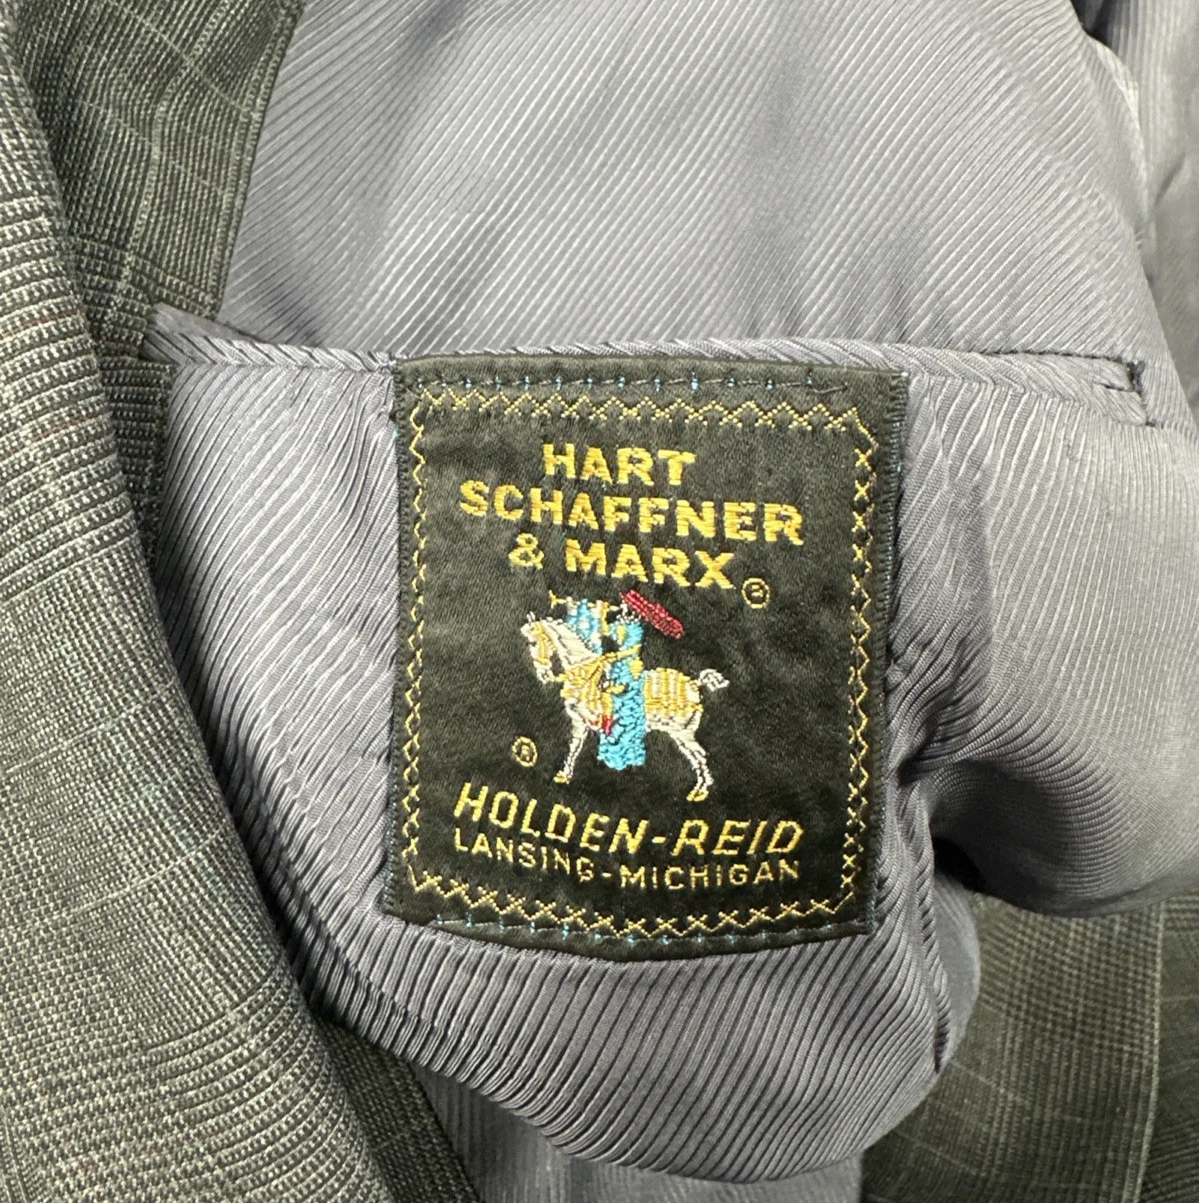 HART
SCHAFFNER
& MARX®
®
HOLDEN-REID
LANSING-MICHIGAN